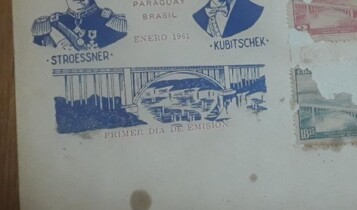 PARAGUAY
BRASIL
ENERO 1961
- STROESSNER -
- KUBITSCHEK -
PRIMER DIA DE EMISION